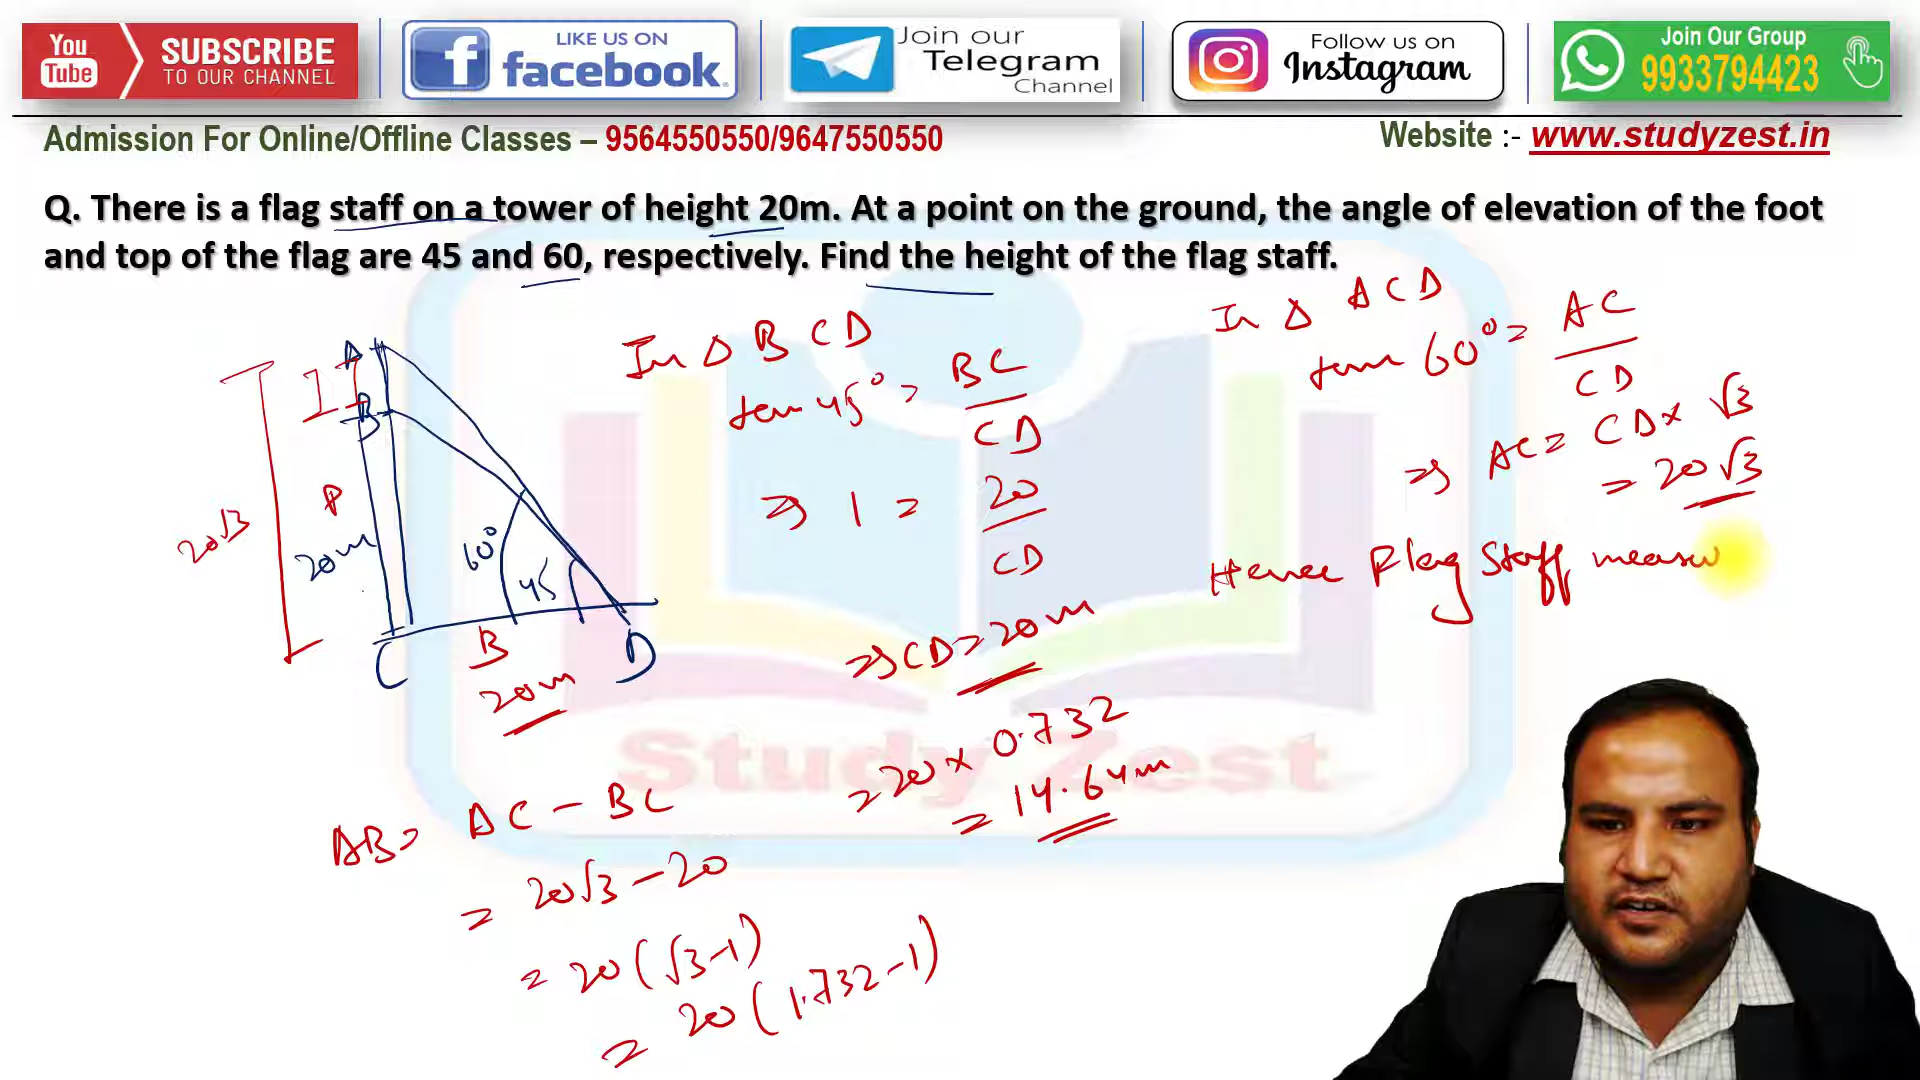 You Tube
SUBSCRIBE
TO OUR CHANNEL
LIKE US ON
facebook.
Join our
Telegram
Channel
Follow us on
Instagram
Join Our Group
9933794423
Admission For Online/Offline Classes – 9564550550/9647550550
Website :- www.studyzest.in
Q. There is a flag staff on a tower of height 20m. At a point on the ground, the angle of elevation of the foot
and top of the flag are 45 and 60, respectively. Find the height of the flag staff.
A
B
P
20m
20√3
60°
45
C
B
D
20m
In Δ BCD
tan 45° = BC/CD
⇒ 1 = 20/CD
⇒ CD = 20m
In Δ ACD
tan 60° = AC/CD
⇒ AC = CD × √3
= 20√3
Hence Flag Staff measu
AB = AC − BC
= 20√3 − 20
= 20(√3−1)
= 20(1.732−1)
= 20 × 0.732
= 14.64m
Study Zest